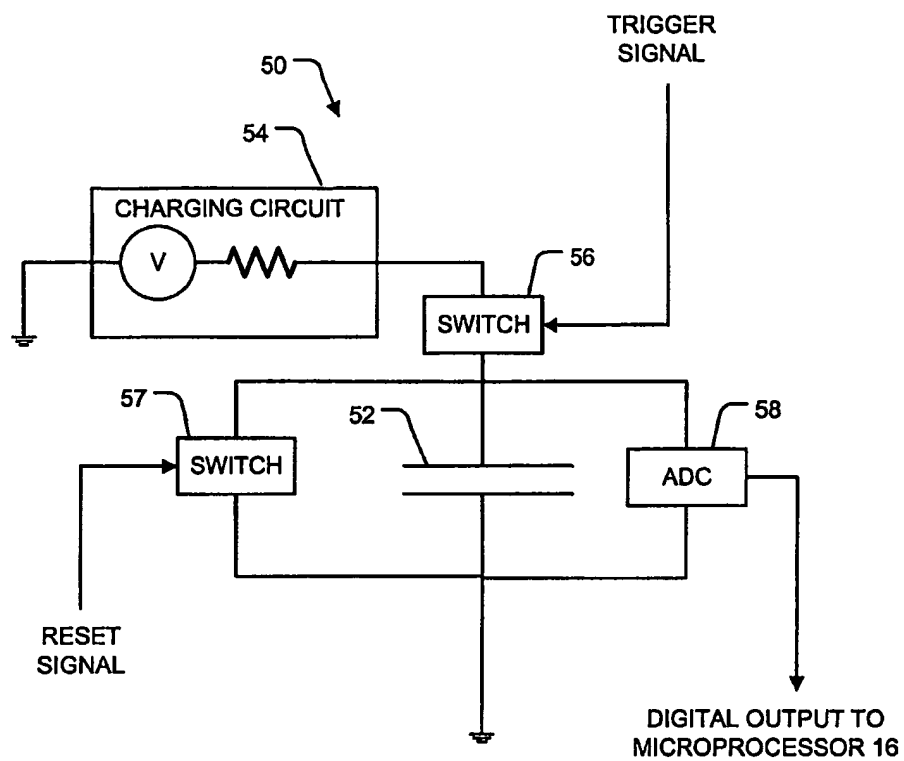 TRIGGER
SIGNAL
50
54
CHARGING CIRCUIT
V
56
SWITCH
57
52
58
SWITCH
ADC
RESET
SIGNAL
DIGITAL OUTPUT TO
MICROPROCESSOR 16